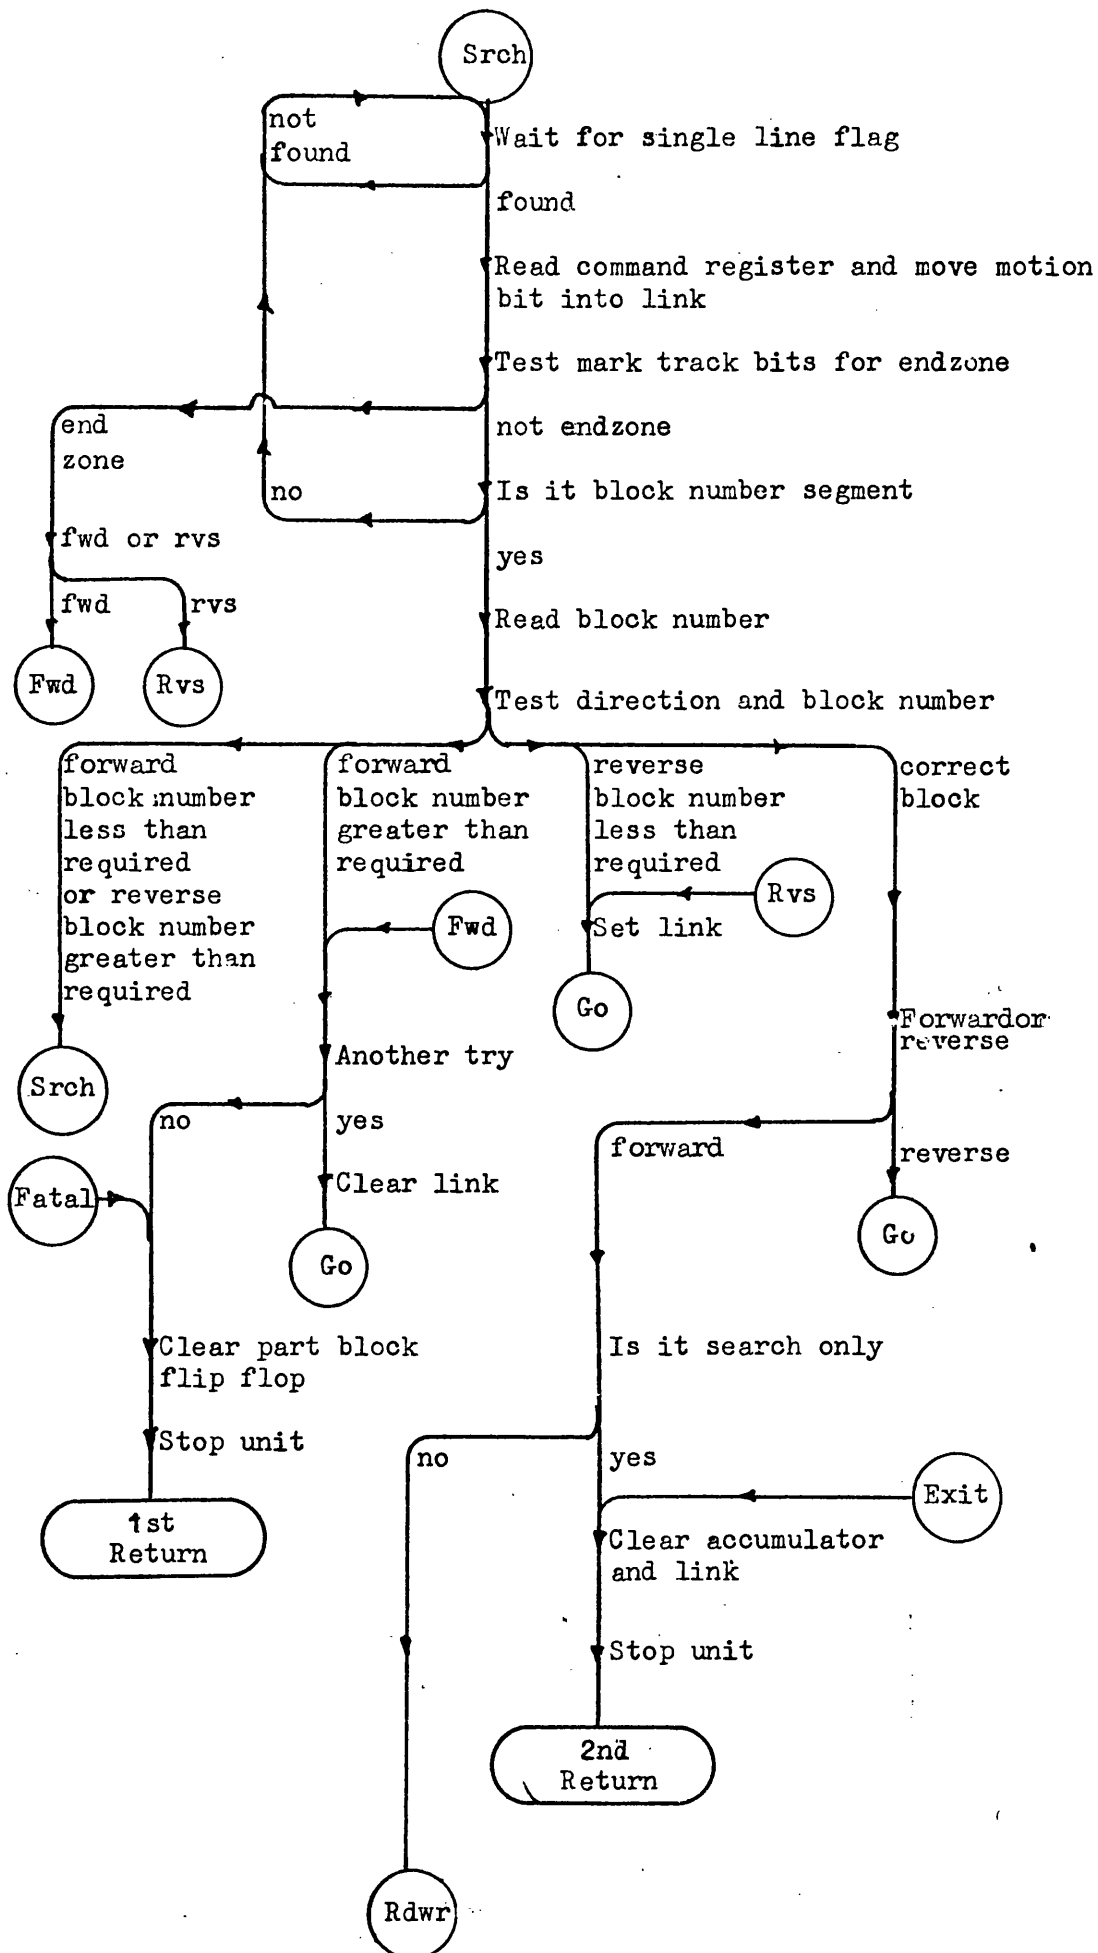 Srch
not
found
Wait for single line flag
found
Read command register and move motion
bit into link
Test mark track bits for endzone
end
zone
not endzone
no
Is it block number segment
fwd or rvs
yes
fwd
rvs
Read block number
Fwd
Rvs
Test direction and block number
forward
block number
less than
required
or reverse
block number
greater than
required
forward
block number
greater than
required
reverse
block number
less than
required
correct
block
Rvs
Fwd
Set link
Go
Forwardor
reverse
Another try
Srch
no
yes
forward
reverse
Fatal
Clear link
Go
Go
Clear part block
flip flop
Is it search only
Stop unit
no
yes
Exit
1st
Return
Clear accumulator
and link
Stop unit
2nd
Return
Rdwr